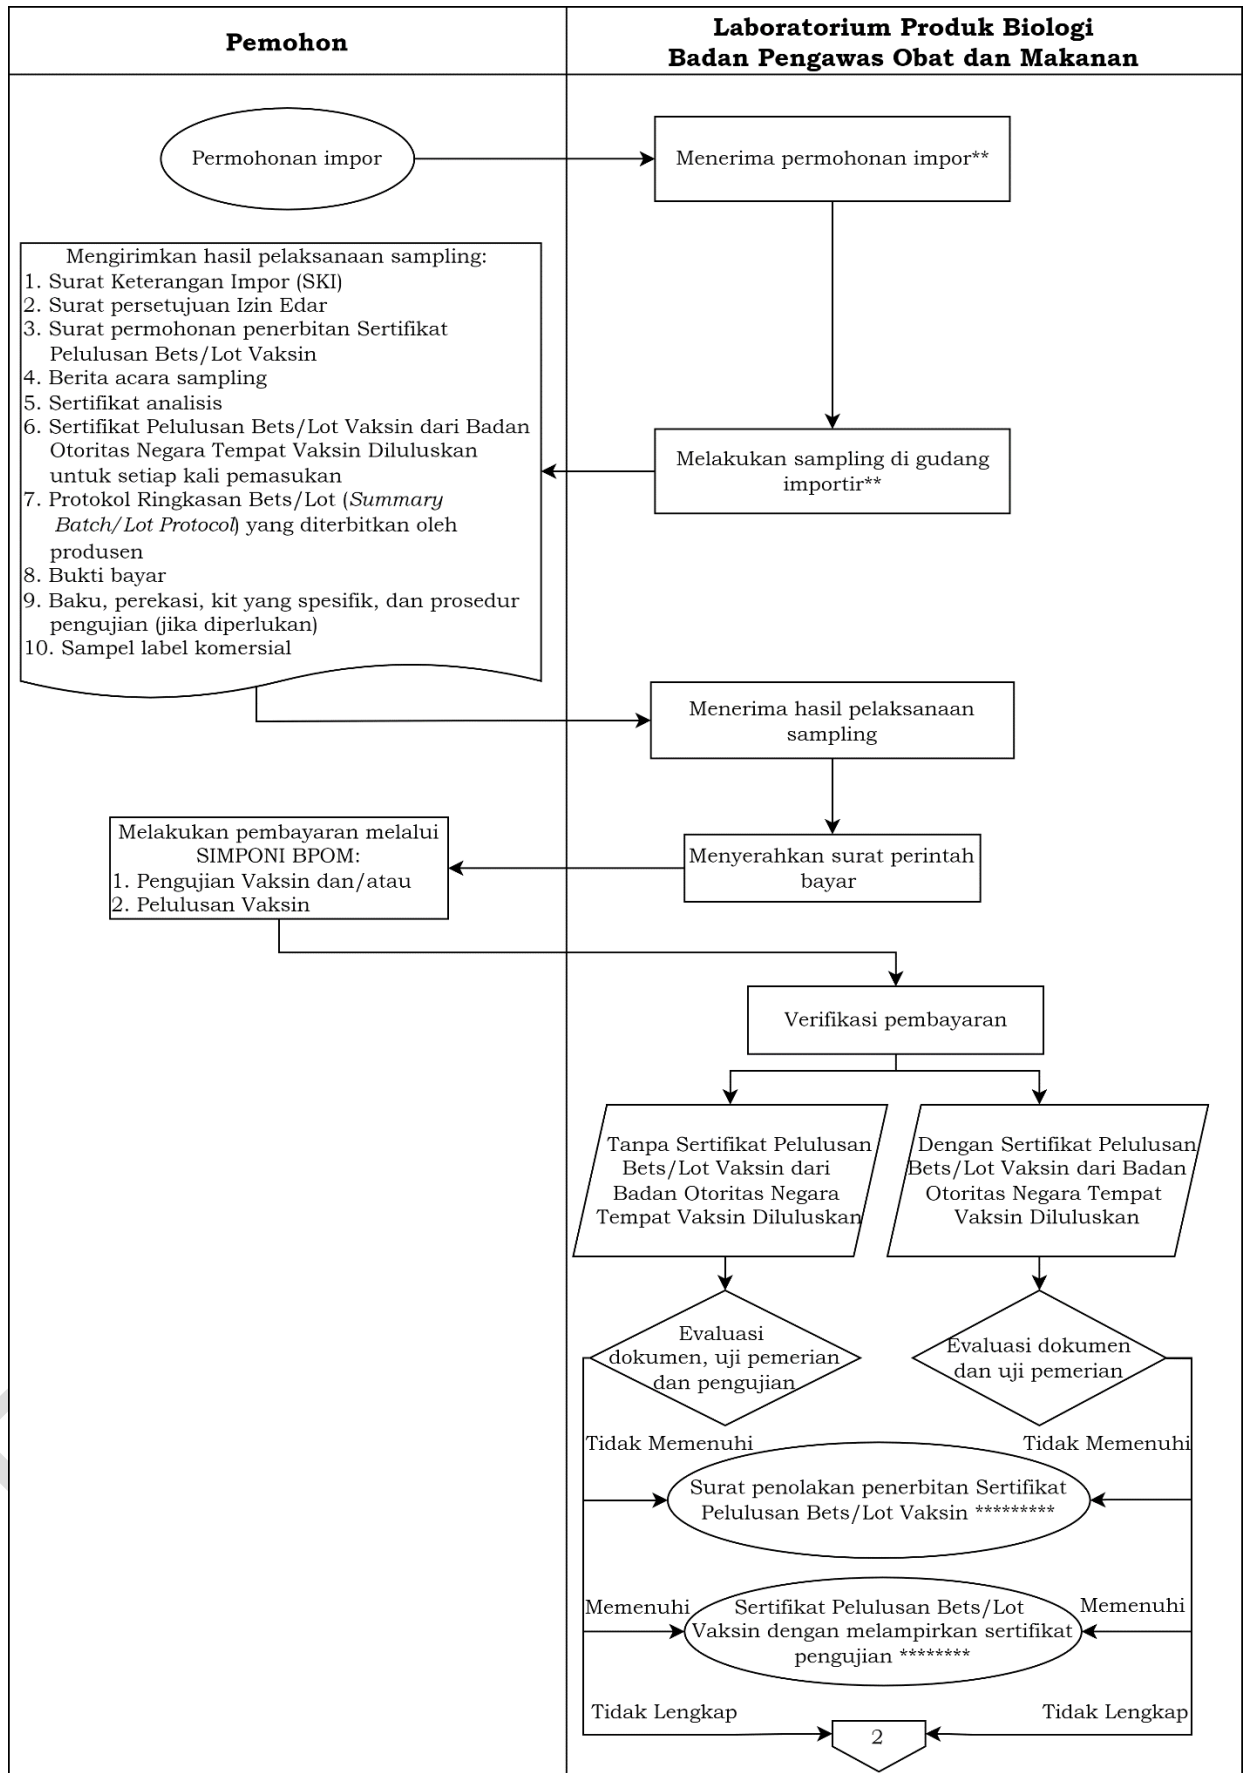 Pemohon
Laboratorium Produk Biologi
Badan Pengawas Obat dan Makanan
Permohonan impor
Menerima permohonan impor**
Mengirimkan hasil pelaksanaan sampling:
1. Surat Keterangan Impor (SKI)
2. Surat persetujuan Izin Edar
3. Surat permohonan penerbitan Sertifikat
Pelulusan Bets/Lot Vaksin
4. Berita acara sampling
5. Sertifikat analisis
6. Sertifikat Pelulusan Bets/Lot Vaksin dari Badan
Otoritas Negara Tempat Vaksin Diluluskan
untuk setiap kali pemasukan
7. Protokol Ringkasan Bets/Lot (Summary
Batch/Lot Protocol) yang diterbitkan oleh
produsen
8. Bukti bayar
9. Baku, perekasi, kit yang spesifik, dan prosedur
pengujian (jika diperlukan)
10. Sampel label komersial
Melakukan sampling di gudang
importir**
Menerima hasil pelaksanaan
sampling
Menyerahkan surat perintah
bayar
Melakukan pembayaran melalui
SIMPONI BPOM:
1. Pengujian Vaksin dan/atau
2. Pelulusan Vaksin
Verifikasi pembayaran
Tanpa Sertifikat Pelulusan
Bets/Lot Vaksin dari
Badan Otoritas Negara
Tempat Vaksin Diluluskan
Dengan Sertifikat Pelulusan
Bets/Lot Vaksin dari Badan
Otoritas Negara Tempat
Vaksin Diluluskan
Evaluasi
dokumen, uji pemerian
dan pengujian
Evaluasi dokumen
dan uji pemerian
Tidak Memenuhi
Tidak Memenuhi
Surat penolakan penerbitan Sertifikat
Pelulusan Bets/Lot Vaksin *********
Memenuhi
Memenuhi
Sertifikat Pelulusan Bets/Lot
Vaksin dengan melampirkan sertifikat
pengujian ********
Tidak Lengkap
Tidak Lengkap
2